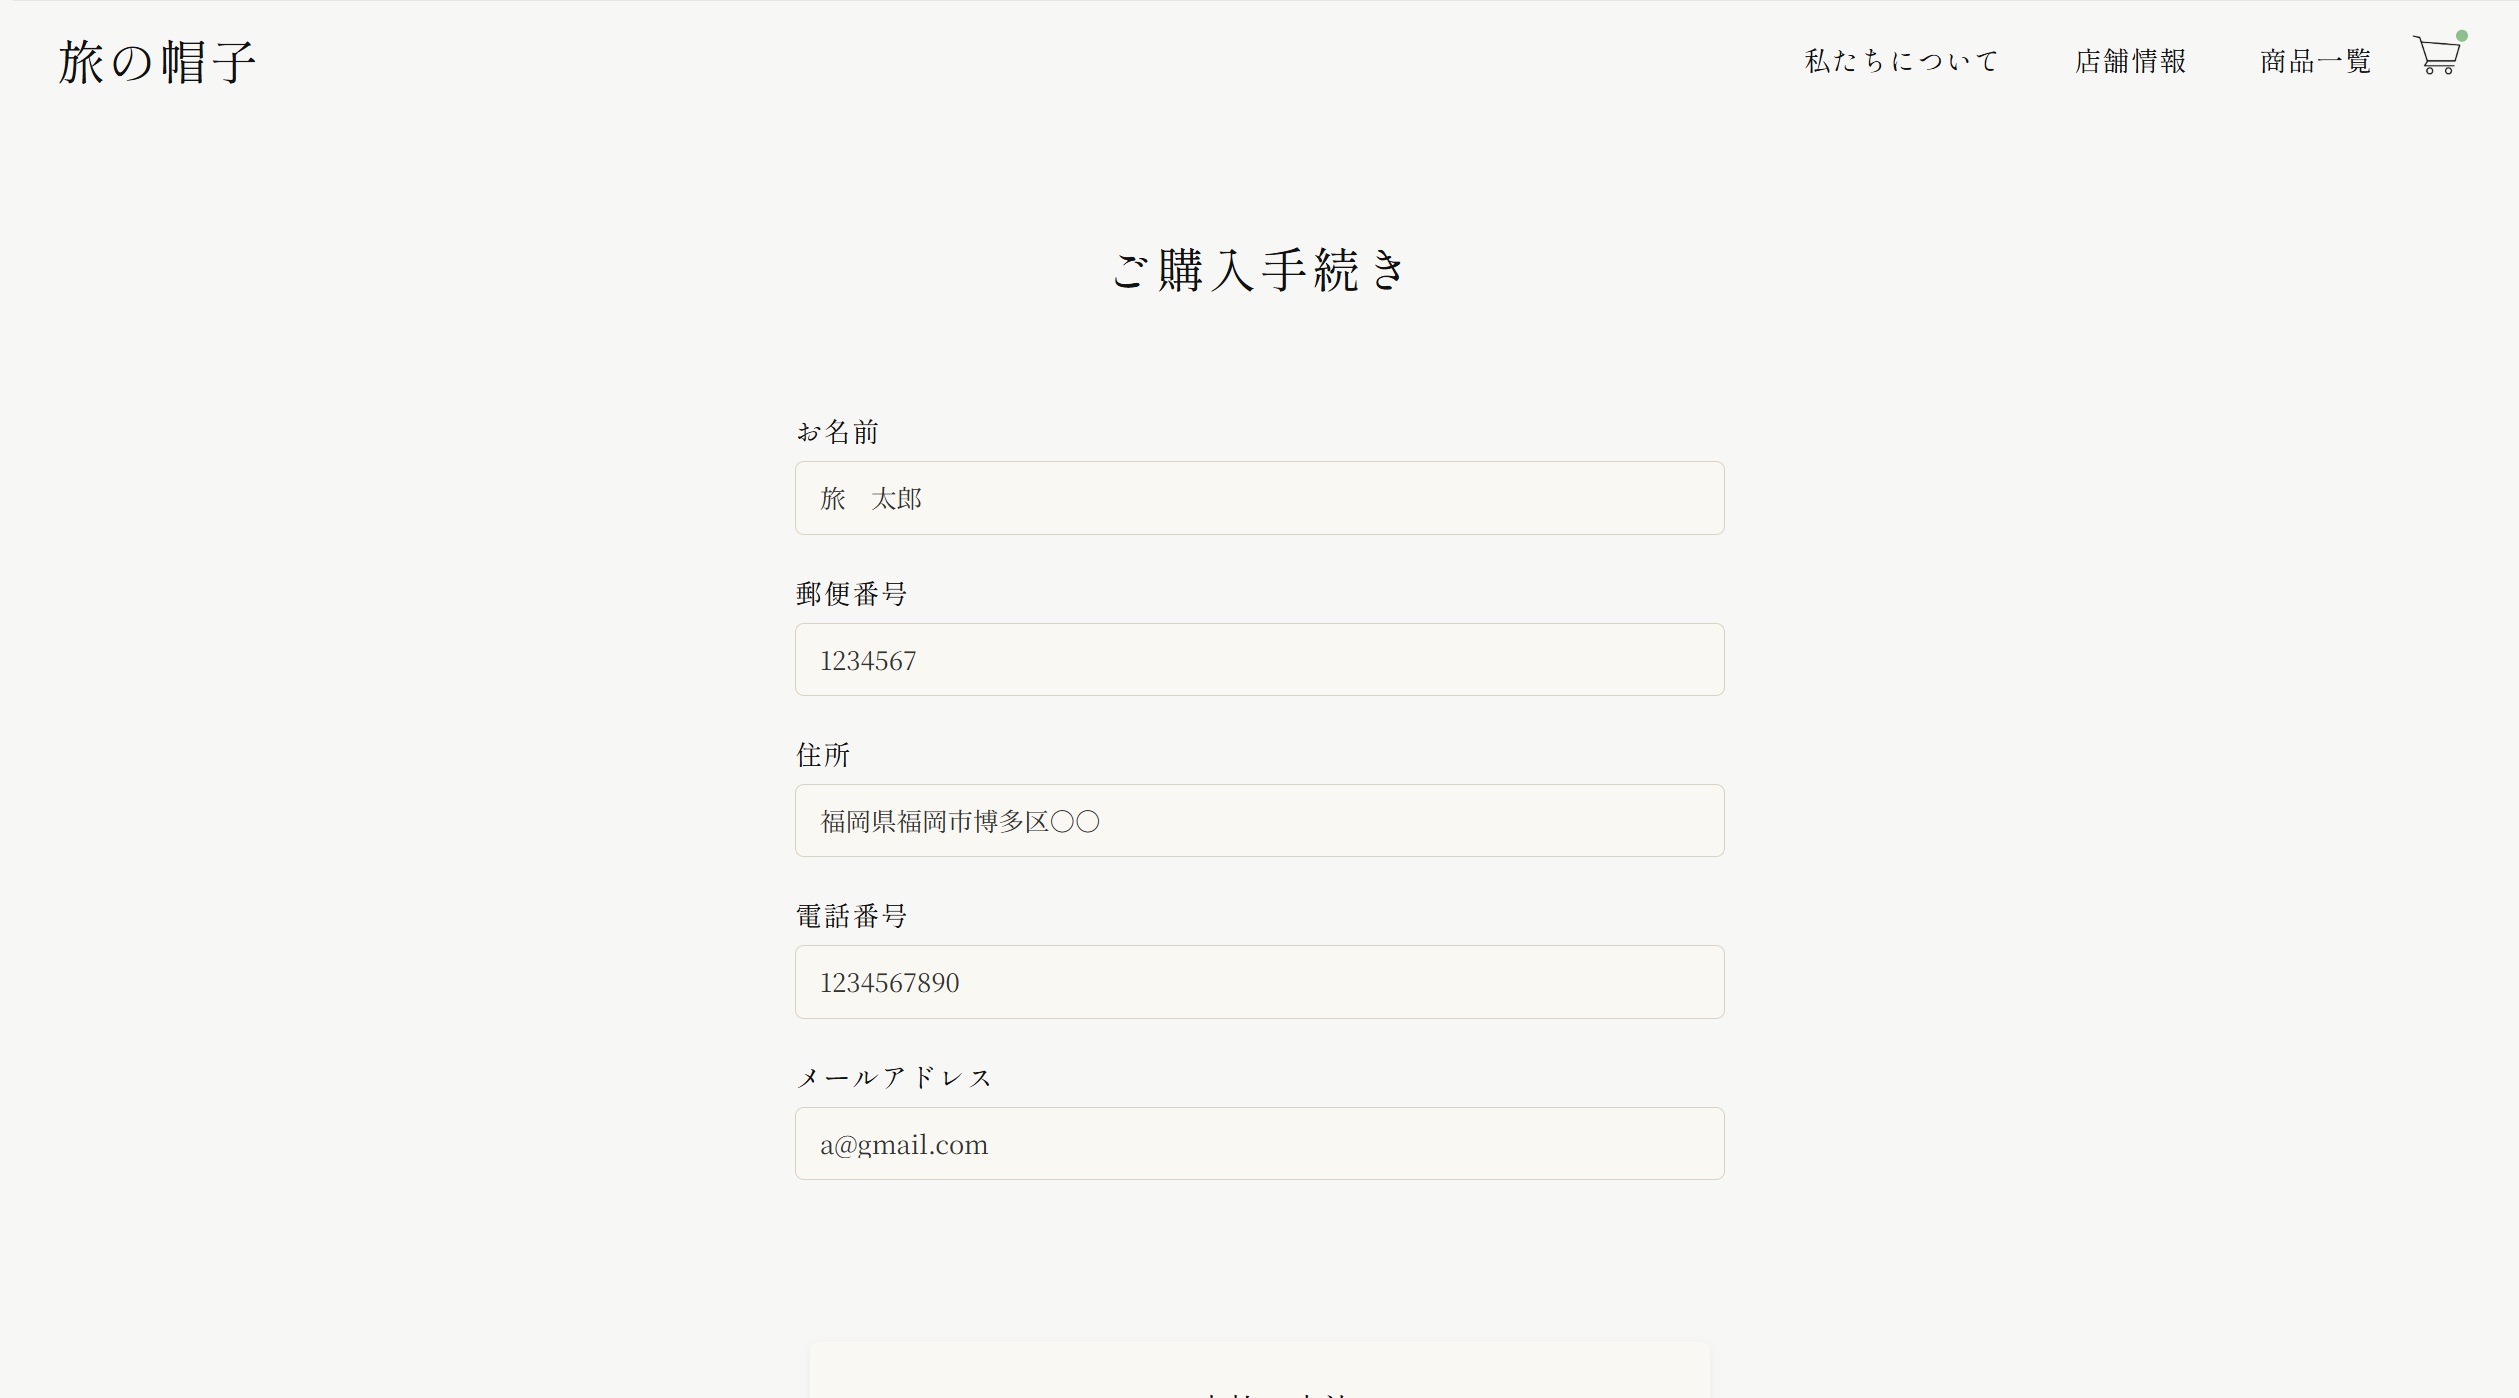 旅の帽子
私たちについて
店舗情報
商品一覧
ご購入手続き
お名前
旅　太郎
郵便番号
1234567
住所
福岡県福岡市博多区〇〇
電話番号
1234567890
メールアドレス
a@gmail.com